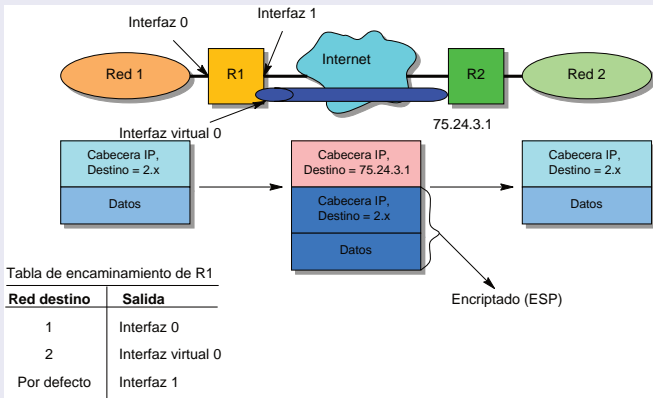 Interfaz 1
Interfaz 0
Red 1
R1
Internet
R2
Red 2
Interfaz virtual 0
75.24.3.1
Cabecera IP,
Destino = 2.x
Datos
Cabecera IP,
Destino = 75.24.3.1
Cabecera IP,
Destino = 2.x
Datos
Cabecera IP,
Destino = 2.x
Datos
Encriptado (ESP)
Tabla de encaminamiento de R1
Red destino Salida
1 Interfaz 0
2 Interfaz virtual 0
Por defecto Interfaz 1